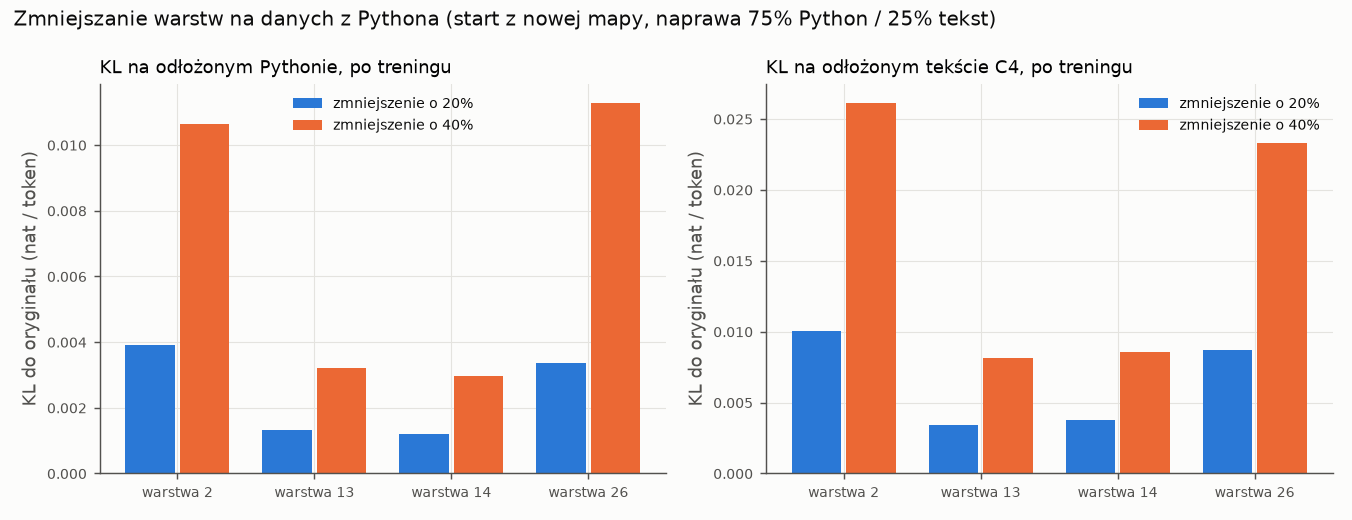 Zmniejszanie warstw na danych z Pythona (start z nowej mapy, naprawa 75% Python / 25% tekst)
KL na odłożonym Pythonie, po treningu
KL do oryginału (nat / token)
0.010
0.008
0.006
0.004
0.002
0.000
zmniejszenie o 20%
zmniejszenie o 40%
warstwa 2
warstwa 13
warstwa 14
warstwa 26
KL na odłożonym tekście C4, po treningu
KL do oryginału (nat / token)
0.025
0.020
0.015
0.010
0.005
0.000
zmniejszenie o 20%
zmniejszenie o 40%
warstwa 2
warstwa 13
warstwa 14
warstwa 26